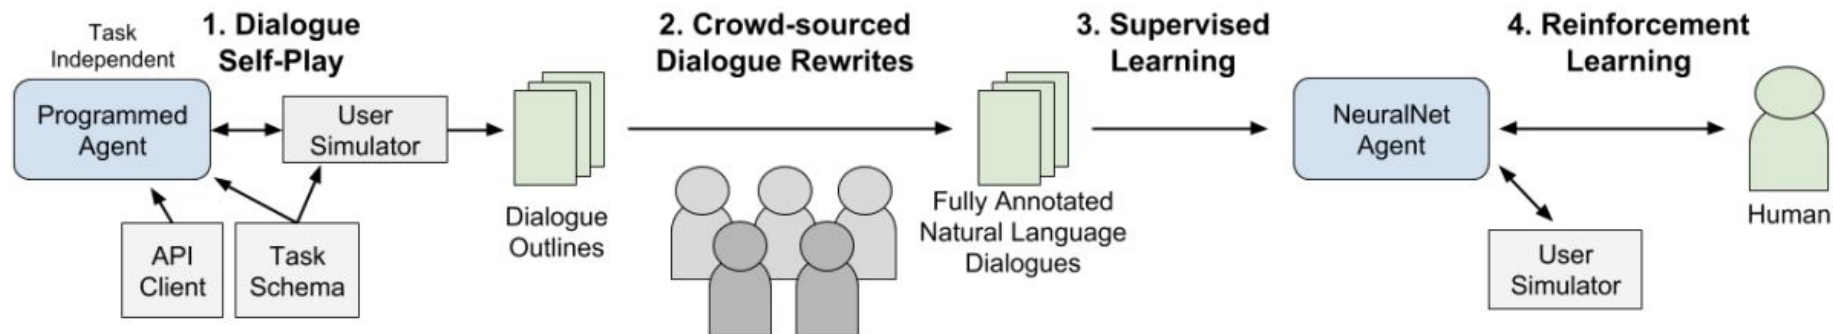 Task
Independent
1. Dialogue
Self-Play
Programmed
Agent
User
Simulator
API
Client
Task
Schema
Dialogue
Outlines
2. Crowd-sourced
Dialogue Rewrites
Fully Annotated
Natural Language
Dialogues
3. Supervised
Learning
NeuralNet
Agent
4. Reinforcement
Learning
User
Simulator
Human